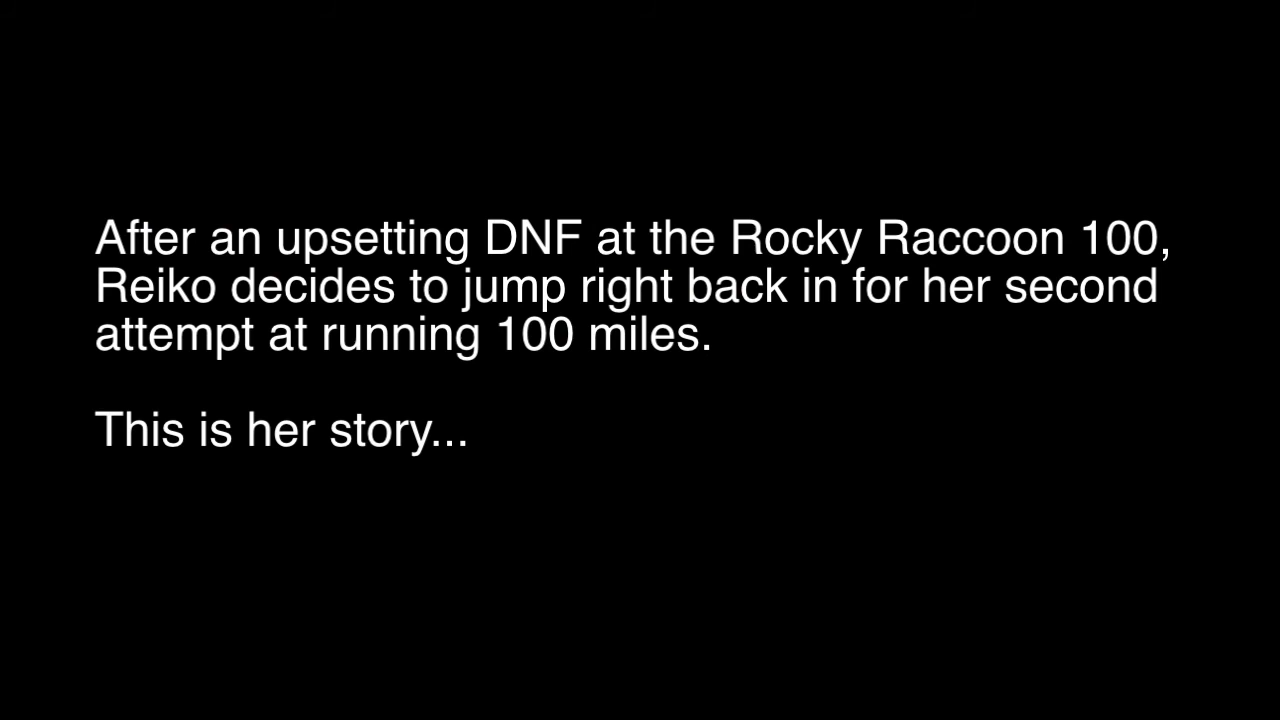 After an upsetting DNF at the Rocky Raccoon 100,
Reiko decides to jump right back in for her second
attempt at running 100 miles.
This is her story...